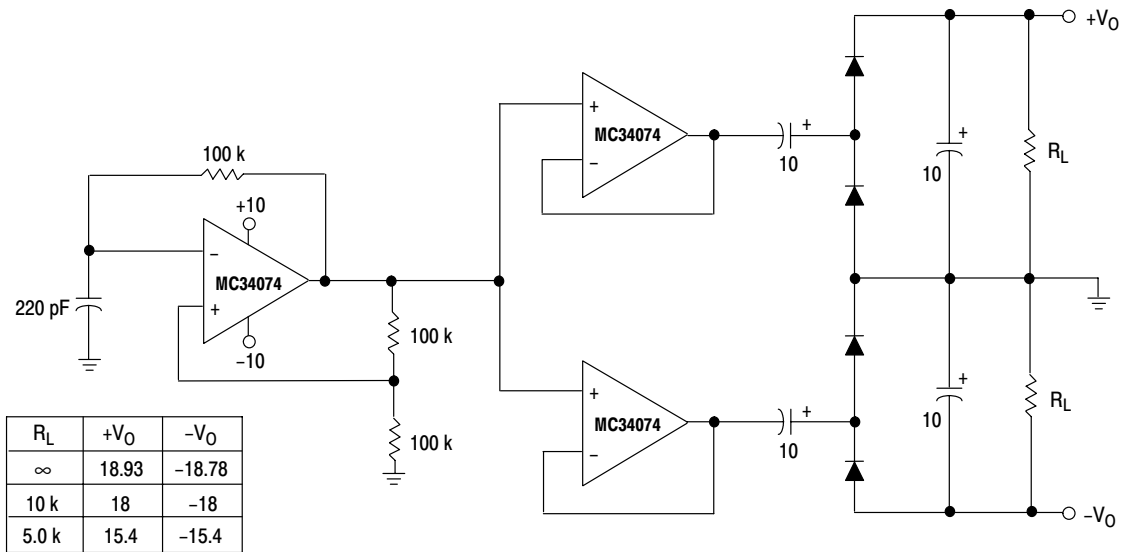 +V_O
+
MC34074
−
+
10
+
10
R_L
100 k
+10
−
MC34074
+
−10
220 pF
100 k
100 k
+
MC34074
−
+
10
+
10
R_L
−V_O
R_L +V_O −V_O
∞ 18.93 −18.78
10 k 18 −18
5.0 k 15.4 −15.4